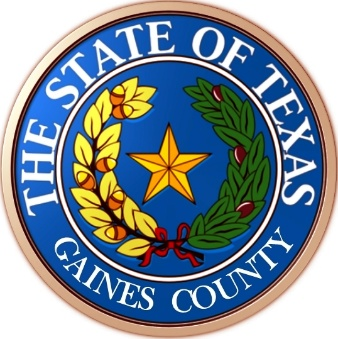 THE STATE OF TEXAS
GAINES COUNTY